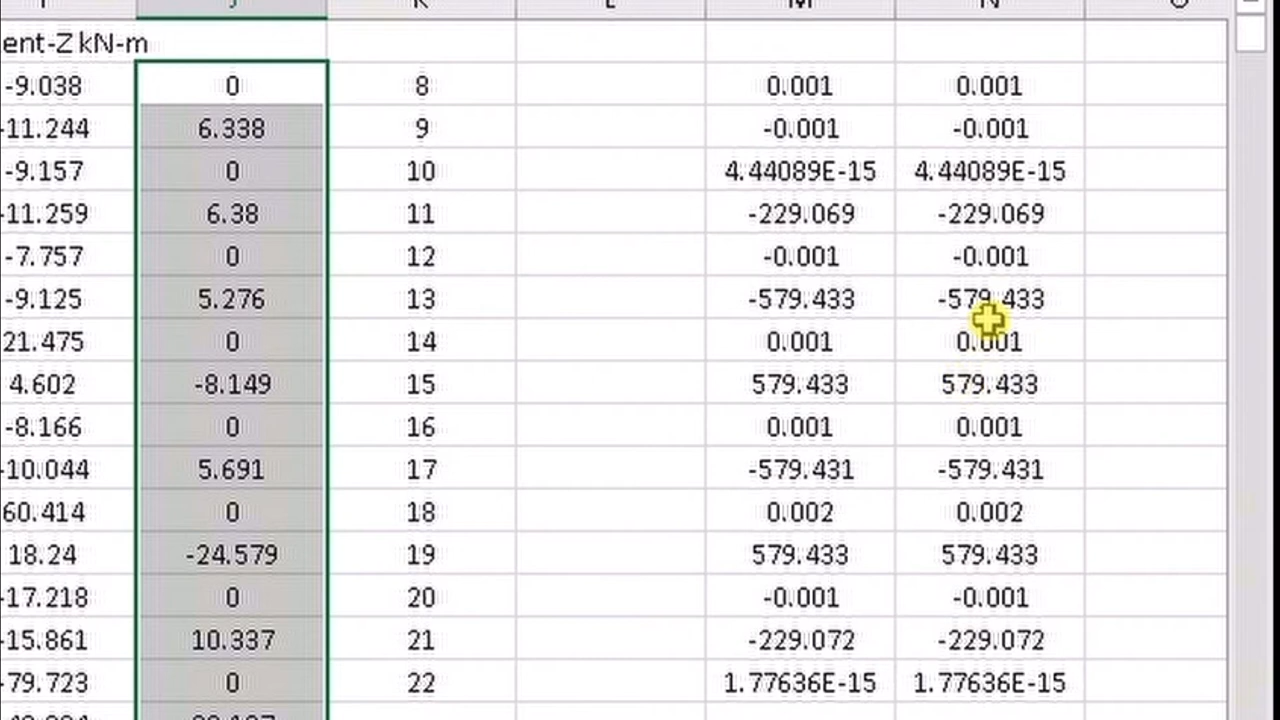 J K L M N O
ent-Z kN-m
-9.038 0 8 0.001 0.001
-11.244 6.338 9 -0.001 -0.001
-9.157 0 10 4.44089E-15 4.44089E-15
-11.259 6.38 11 -229.069 -229.069
-7.757 0 12 -0.001 -0.001
-9.125 5.276 13 -579.433 -579.433
21.475 0 14 0.001 0.001
4.602 -8.149 15 579.433 579.433
-8.166 0 16 0.001 0.001
-10.044 5.691 17 -579.431 -579.431
60.414 0 18 0.002 0.002
18.24 -24.579 19 579.433 579.433
-17.218 0 20 -0.001 -0.001
-15.861 10.337 21 -229.072 -229.072
-79.723 0 22 1.77636E-15 1.77636E-15